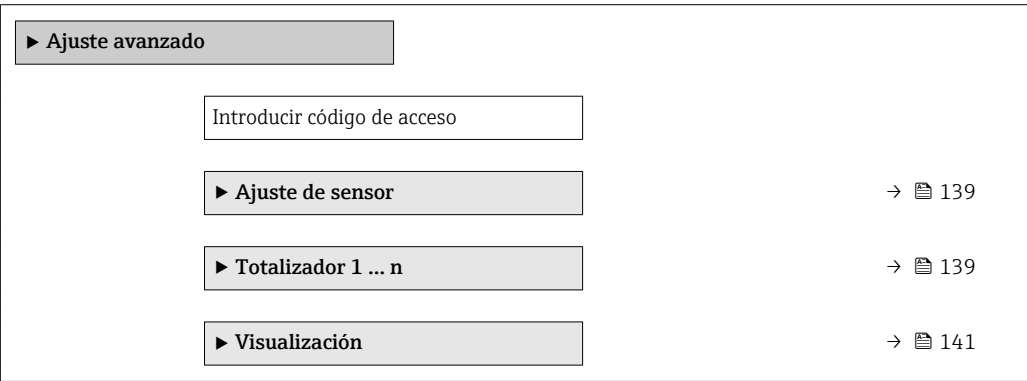 ▶ Ajuste avanzado
Introducir código de acceso
▶ Ajuste de sensor → 139
▶ Totalizador 1 … n → 139
▶ Visualización → 141